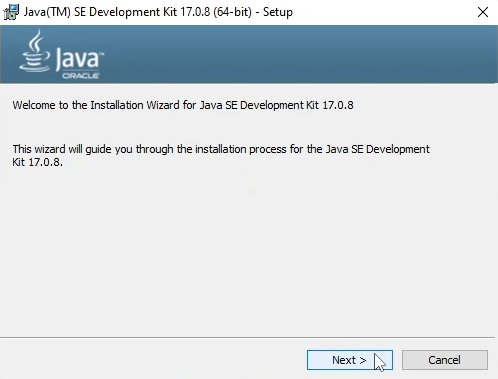 Java(TM) SE Development Kit 17.0.8 (64-bit) - Setup
Java™
ORACLE
Welcome to the Installation Wizard for Java SE Development Kit 17.0.8
This wizard will guide you through the installation process for the Java SE Development
Kit 17.0.8.
Next >
Cancel